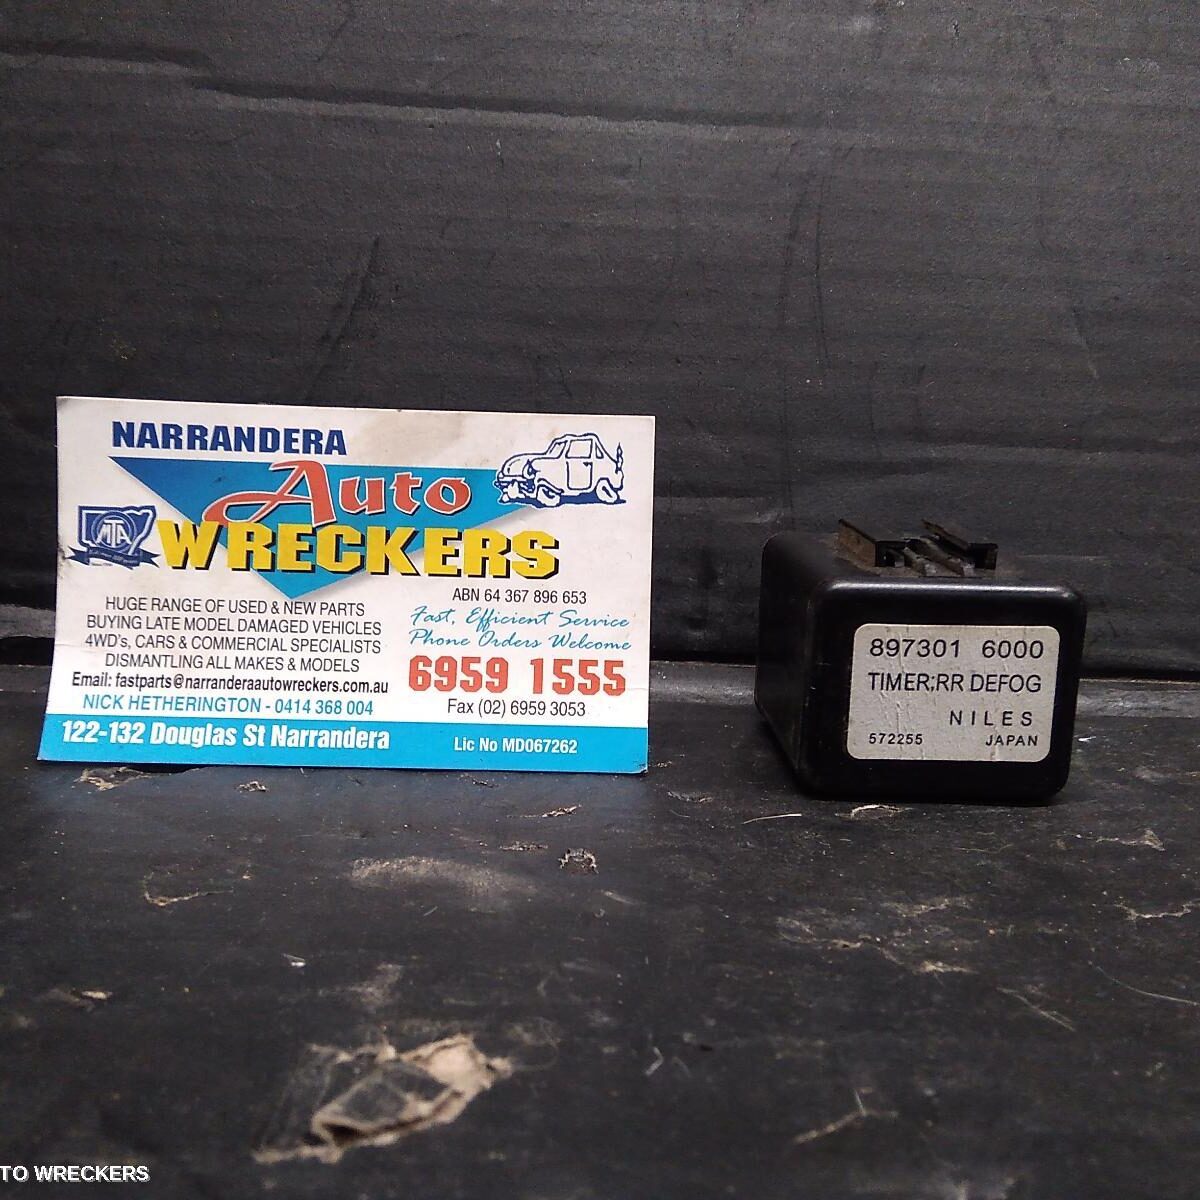 NARRANDERA
Auto
WRECKERS
MTA
ABN 64 367 896 653
HUGE RANGE OF USED & NEW PARTS
BUYING LATE MODEL DAMAGED VEHICLES
4WD's, CARS & COMMERCIAL SPECIALISTS
DISMANTLING ALL MAKES & MODELS
Email: fastparts@narranderaautowreckers.com.au
NICK HETHERINGTON - 0414 368 004
Fast, Efficient Service
Phone Orders Welcome
6959 1555
Fax (02) 6959 3053
122-132 Douglas St Narrandera
Lic No MD067262
897301 6000
TIMER;RR DEFOG
NILES
572255 JAPAN
TO WRECKERS